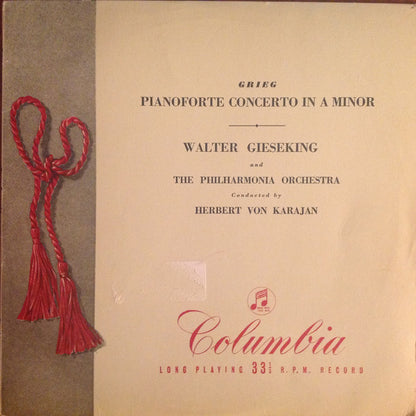 GRIEG
PIANOFORTE CONCERTO IN A MINOR
WALTER GIESEKING
and
THE PHILHARMONIA ORCHESTRA
Conducted by
HERBERT VON KARAJAN
Columbia
LONG PLAYING 33⅓ R.P.M. RECORD